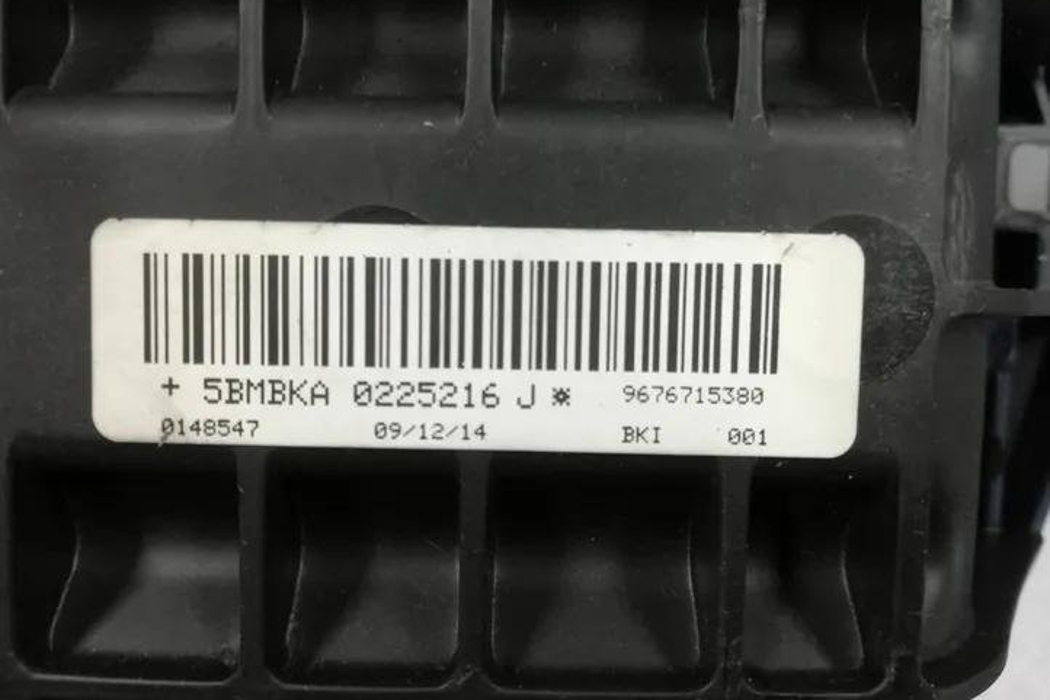 + 5BMBKA 0225216 J ※ 9676715380
0148547 09/12/14 BKI 001